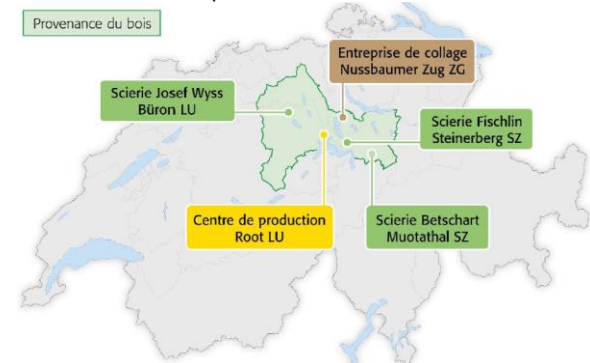 Provenance du bois
Entreprise de collage
Nussbaumer Zug ZG
Scierie Josef Wyss
Büron LU
Scierie Fischlin
Steinerberg SZ
Centre de production
Root LU
Scierie Betschart
Muotathal SZ